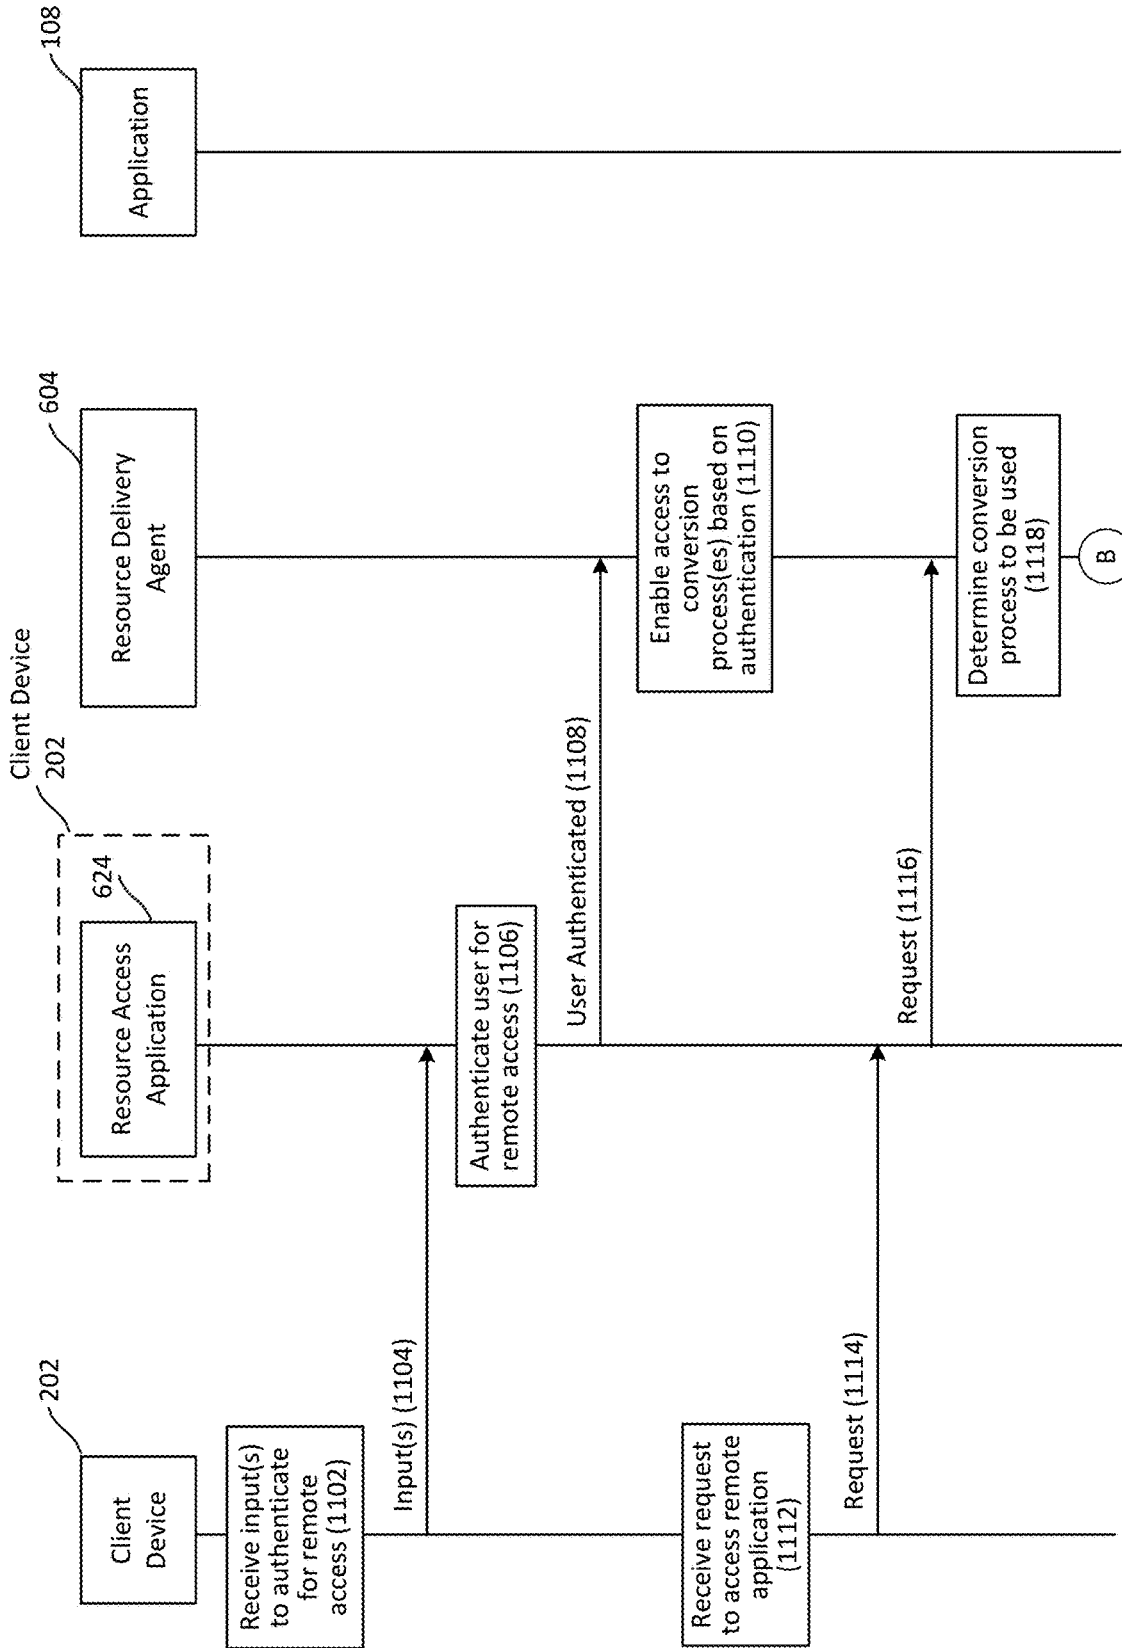 202
Client
Device
Client Device
202
624
Resource Access
Application
604
Resource Delivery
Agent
108
Application
Receive input(s)
to authenticate
for remote
access (1102)
Input(s) (1104)
Authenticate user for
remote access (1106)
User Authenticated (1108)
Enable access to
conversion
process(es) based on
authentication (1110)
Receive request
to access remote
application
(1112)
Request (1114)
Request (1116)
Determine conversion
process to be used
(1118)
B